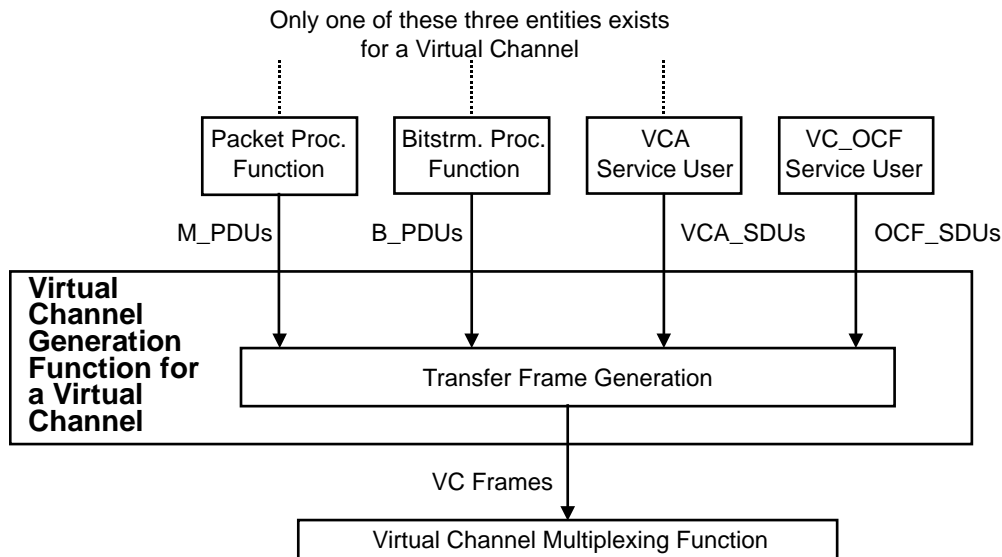 Only one of these three entities exists
for a Virtual Channel
Packet Proc.
Function
Bitstrm. Proc.
Function
VCA
Service User
VC_OCF
Service User
M_PDUs
B_PDUs
VCA_SDUs
OCF_SDUs
Virtual
Channel
Generation
Function for
a Virtual
Channel
Transfer Frame Generation
VC Frames
Virtual Channel Multiplexing Function